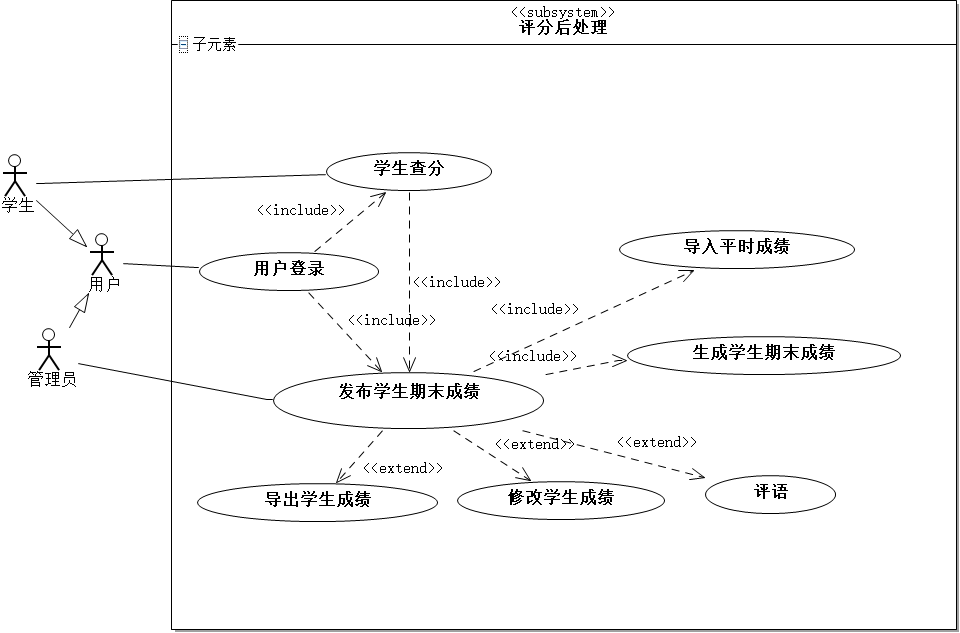 <<subsystem>>
评分后处理
子元素
学生查分
学生
<<include>>
导入平时成绩
用户登录
用户
<<include>>
<<include>>
<<include>>
生成学生期末成绩
<<include>>
管理员
发布学生期末成绩
<<extend>>
<<extend>>
<<extend>>
评语
导出学生成绩
修改学生成绩